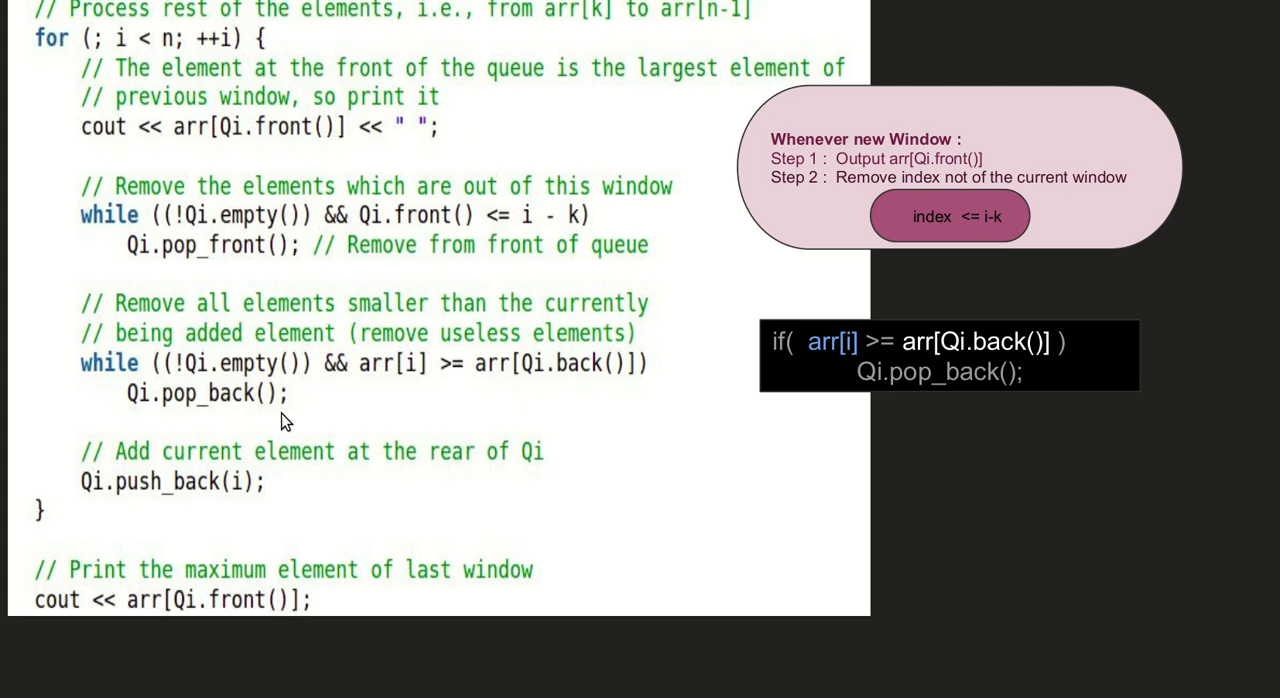 // Process rest of the elements, i.e., from arr[k] to arr[n-1]
for (; i < n; ++i) {
// The element at the front of the queue is the largest element of
// previous window, so print it
cout << arr[Qi.front()] << " ";
// Remove the elements which are out of this window
while ((!Qi.empty()) && Qi.front() <= i - k)
Qi.pop_front(); // Remove from front of queue
// Remove all elements smaller than the currently
// being added element (remove useless elements)
while ((!Qi.empty()) && arr[i] >= arr[Qi.back()])
Qi.pop_back();
// Add current element at the rear of Qi
Qi.push_back(i);
}
// Print the maximum element of last window
cout << arr[Qi.front()];
Whenever new Window :
Step 1 : Output arr[Qi.front()]
Step 2 : Remove index not of the current window
index <= i-k
if( arr[i] >= arr[Qi.back()] )
Qi.pop_back();